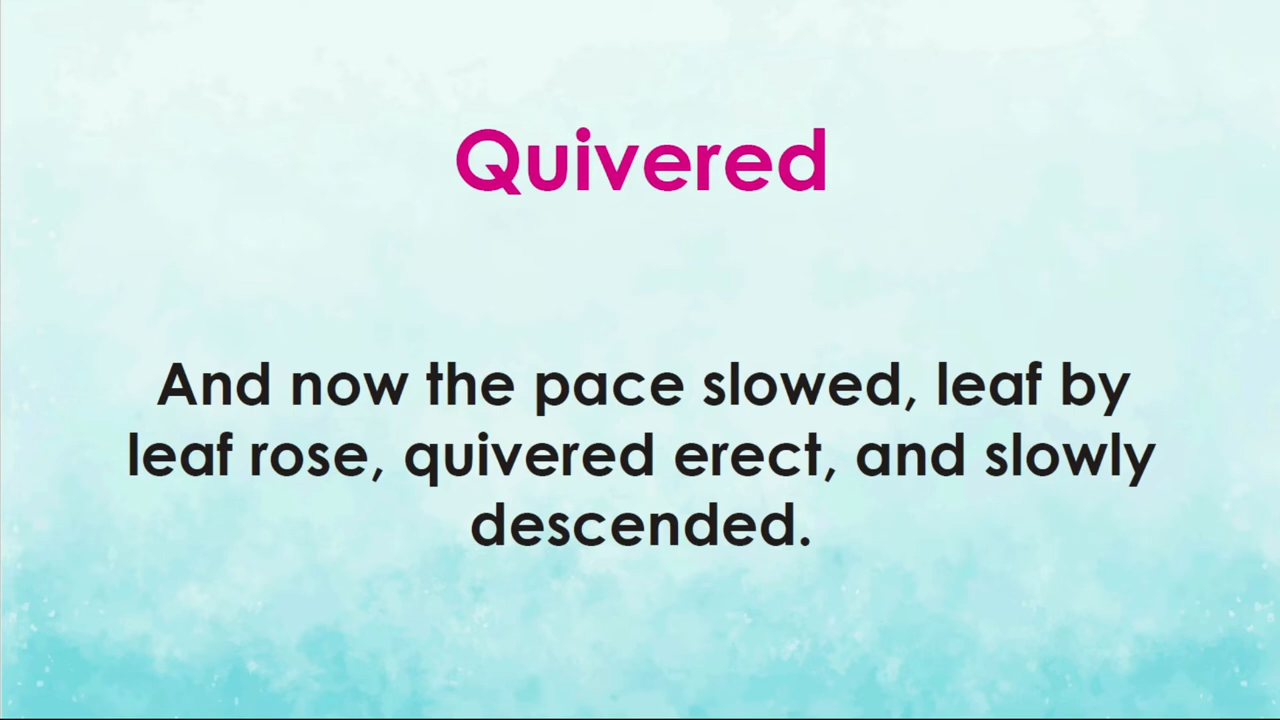 Quivered
And now the pace slowed, leaf by
leaf rose, quivered erect, and slowly
descended.